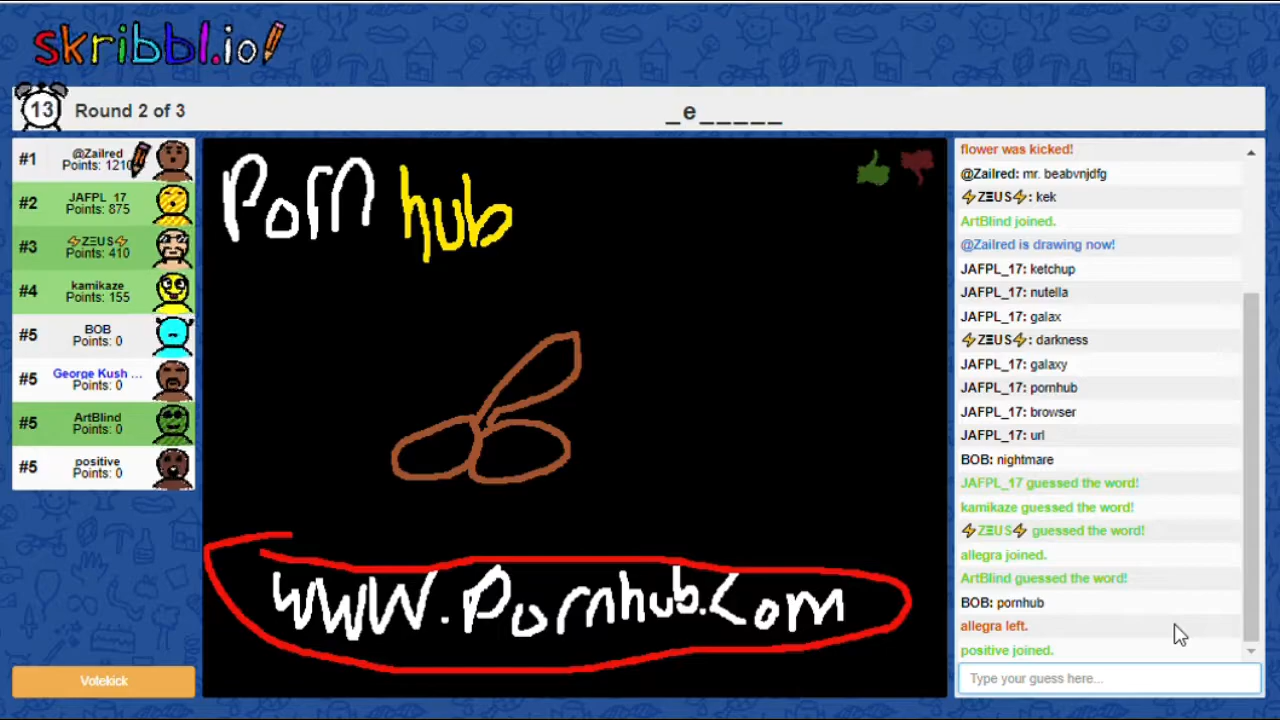 skribbl.io!
13 Round 2 of 3 _e_____
#1 @Zailred Points: 1210
#2 JAFPL_17 Points: 875
#3 ⚡ZΞUS⚡ Points: 410
#4 kamikaze Points: 155
#5 BOB Points: 0
#5 George Kush ... Points: 0
#5 ArtBlind Points: 0
#5 positive Points: 0
Votekick
Porn hub
www.Pornhub.Com
flower was kicked!
@Zailred: mr. beabvnjdfg
⚡ZΞUS⚡: kek
ArtBlind joined.
@Zailred is drawing now!
JAFPL_17: ketchup
JAFPL_17: nutella
JAFPL_17: galax
⚡ZΞUS⚡: darkness
JAFPL_17: galaxy
JAFPL_17: pornhub
JAFPL_17: browser
JAFPL_17: url
BOB: nightmare
JAFPL_17 guessed the word!
kamikaze guessed the word!
⚡ZΞUS⚡ guessed the word!
allegra joined.
ArtBlind guessed the word!
BOB: pornhub
allegra left.
positive joined.
Type your guess here...